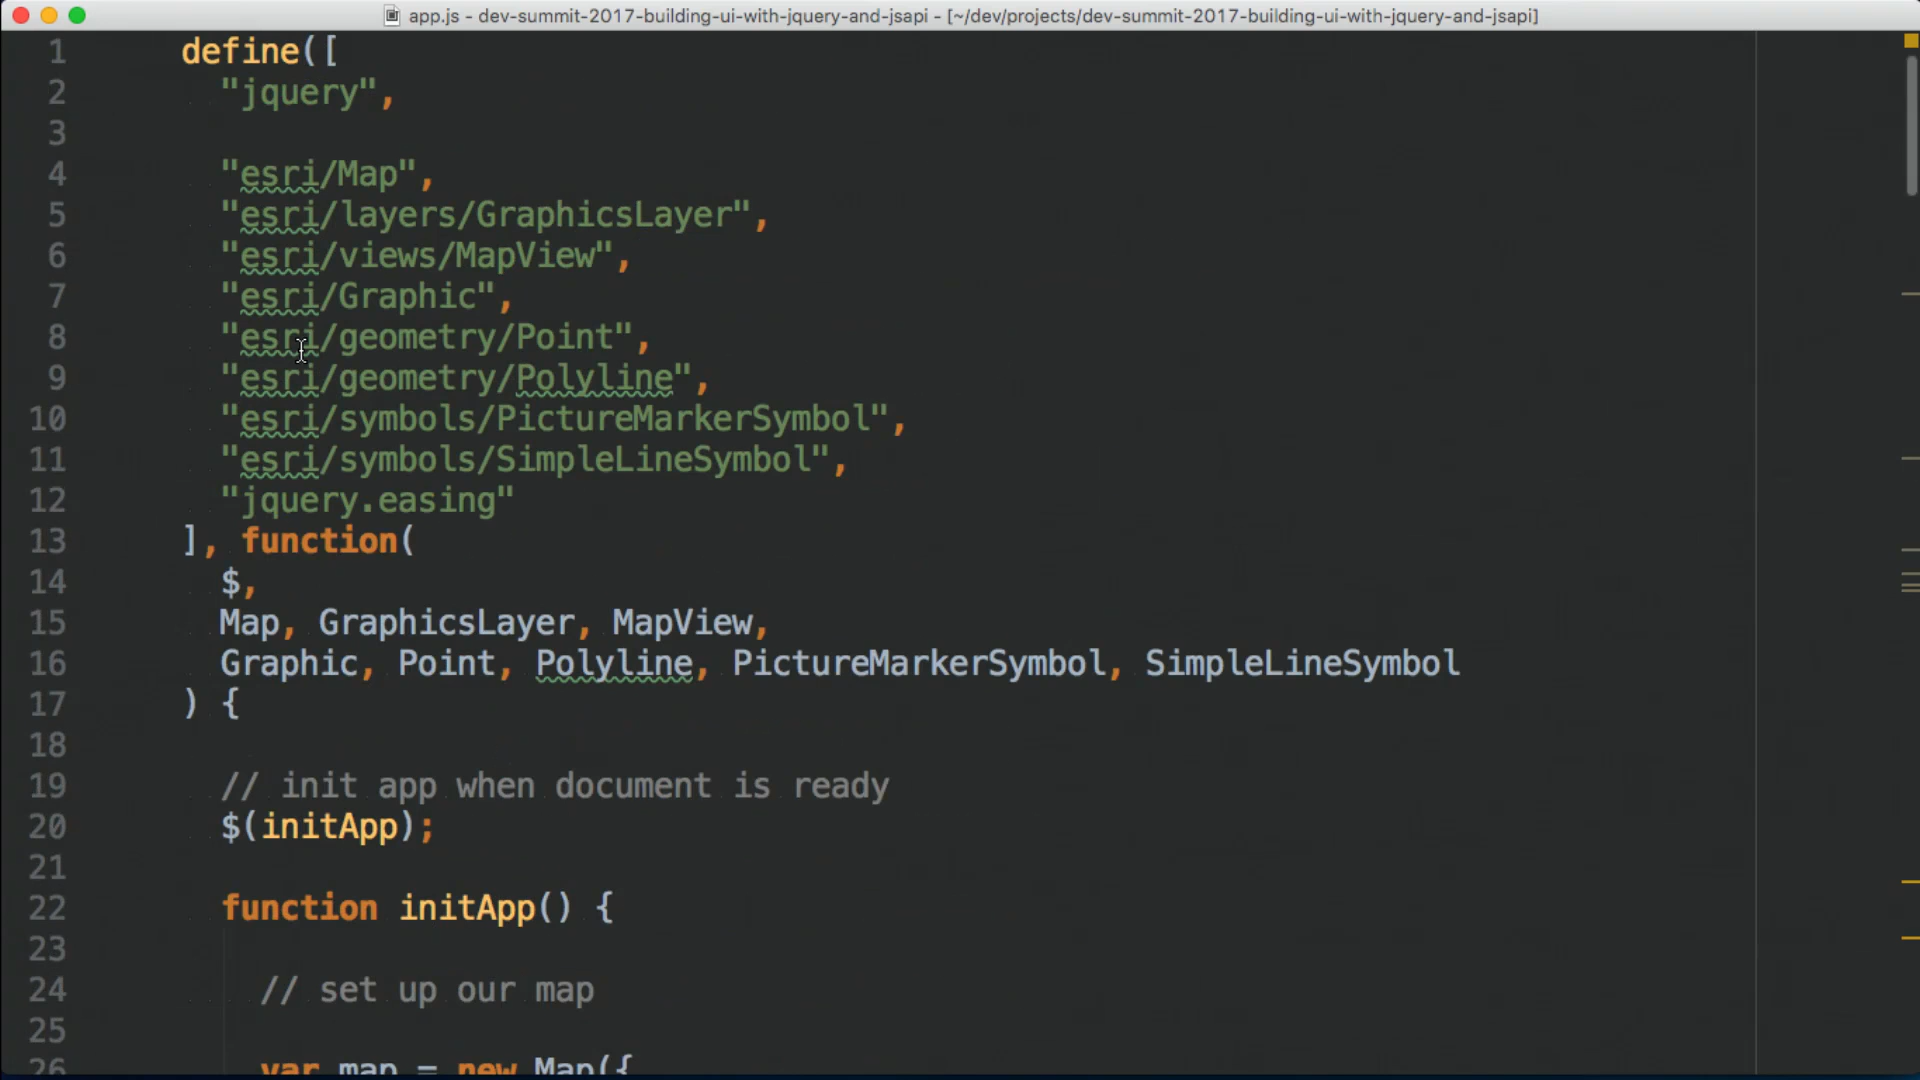 app.js - dev-summit-2017-building-ui-with-jquery-and-jsapi - [~/dev/projects/dev-summit-2017-building-ui-with-jquery-and-jsapi]
1 define([
2 "jquery",
3
4 "esri/Map",
5 "esri/layers/GraphicsLayer",
6 "esri/views/MapView",
7 "esri/Graphic",
8 "esri/geometry/Point",
9 "esri/geometry/Polyline",
10 "esri/symbols/PictureMarkerSymbol",
11 "esri/symbols/SimpleLineSymbol",
12 "jquery.easing"
13 ], function(
14 $,
15 Map, GraphicsLayer, MapView,
16 Graphic, Point, Polyline, PictureMarkerSymbol, SimpleLineSymbol
17 ) {
18
19 // init app when document is ready
20 $(initApp);
21
22 function initApp() {
23
24 // set up our map
25
26 var map = new Map({